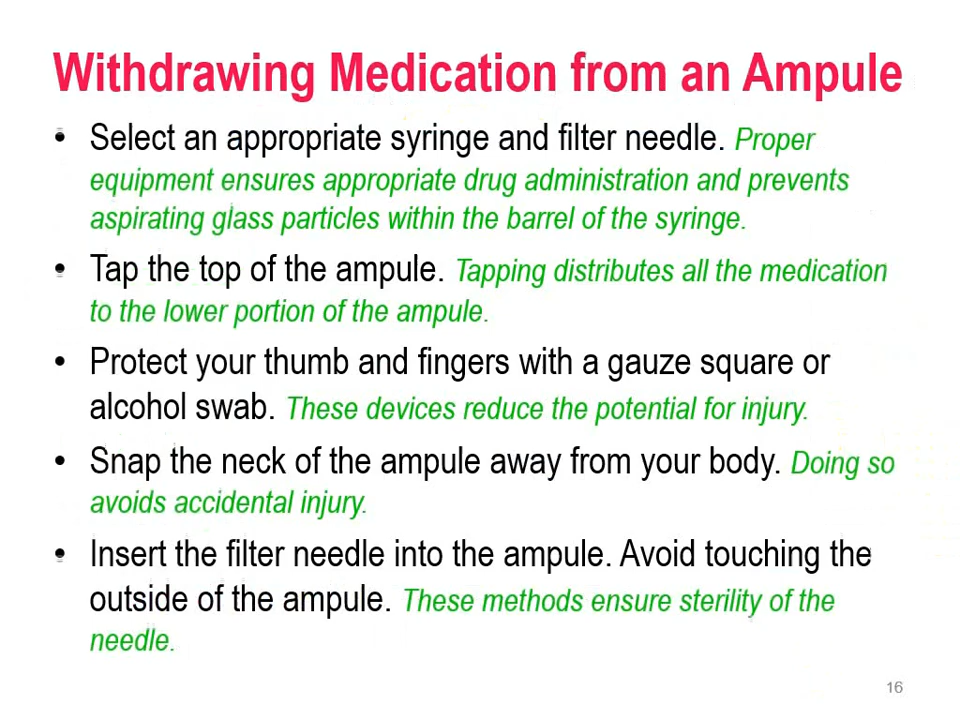 Withdrawing Medication from an Ampule
• Select an appropriate syringe and filter needle. Proper
equipment ensures appropriate drug administration and prevents
aspirating glass particles within the barrel of the syringe.
• Tap the top of the ampule. Tapping distributes all the medication
to the lower portion of the ampule.
• Protect your thumb and fingers with a gauze square or
alcohol swab. These devices reduce the potential for injury.
• Snap the neck of the ampule away from your body. Doing so
avoids accidental injury.
• Insert the filter needle into the ampule. Avoid touching the
outside of the ampule. These methods ensure sterility of the
needle.
16